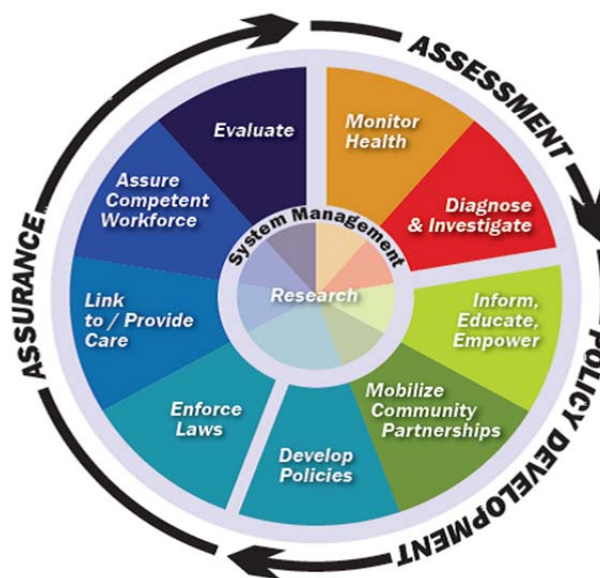 ASSESSMENT
Monitor
Health
Diagnose
& Investigate
POLICY DEVELOPMENT
Inform,
Educate,
Empower
Mobilize
Community
Partnerships
Develop
Policies
ASSURANCE
Enforce
Laws
Link
to / Provide
Care
Assure
Competent
Workforce
Evaluate
System Management
Research